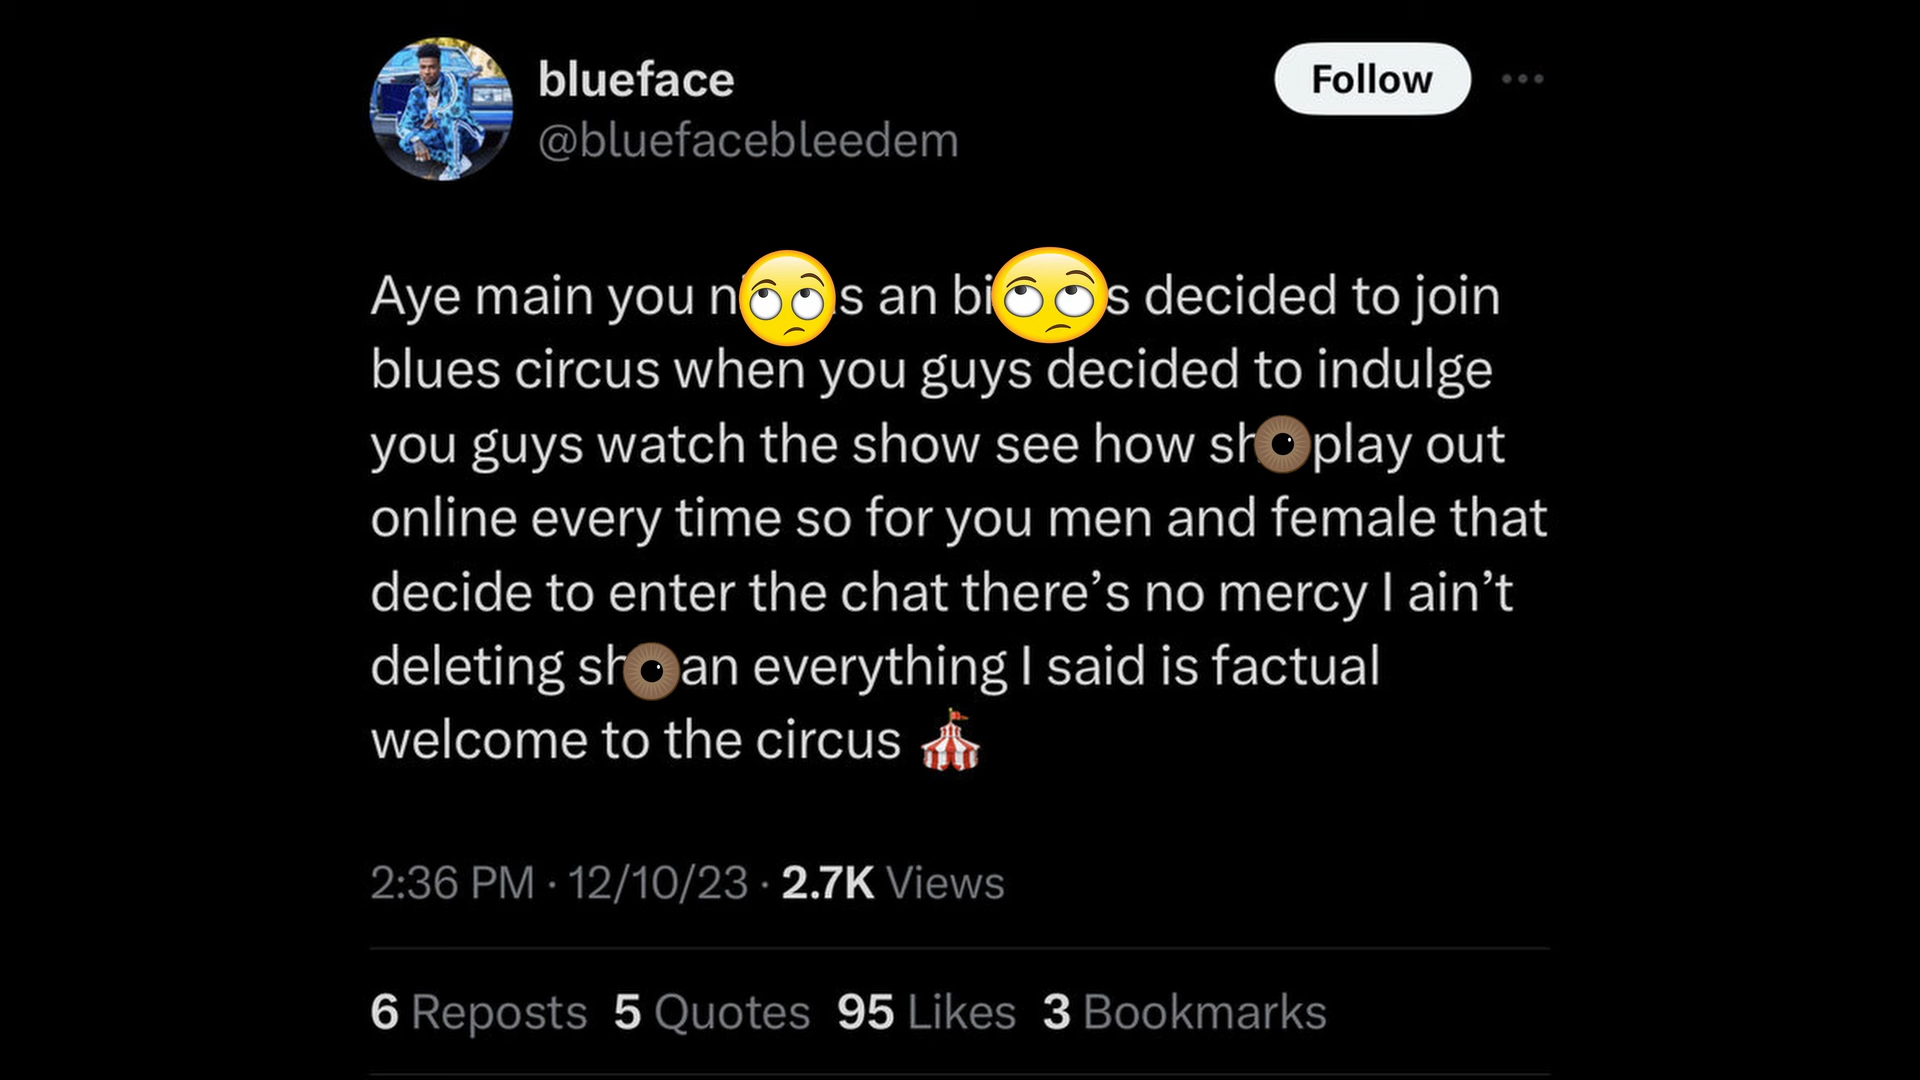 blueface
Follow
@bluefacebleedem
Aye main you n🙄s an bi🙄s decided to join
blues circus when you guys decided to indulge
you guys watch the show see how sh play out
online every time so for you men and female that
decide to enter the chat there’s no mercy I ain’t
deleting sh an everything I said is factual
welcome to the circus 🎪
2:36 PM · 12/10/23 · 2.7K Views
6 Reposts 5 Quotes 95 Likes 3 Bookmarks